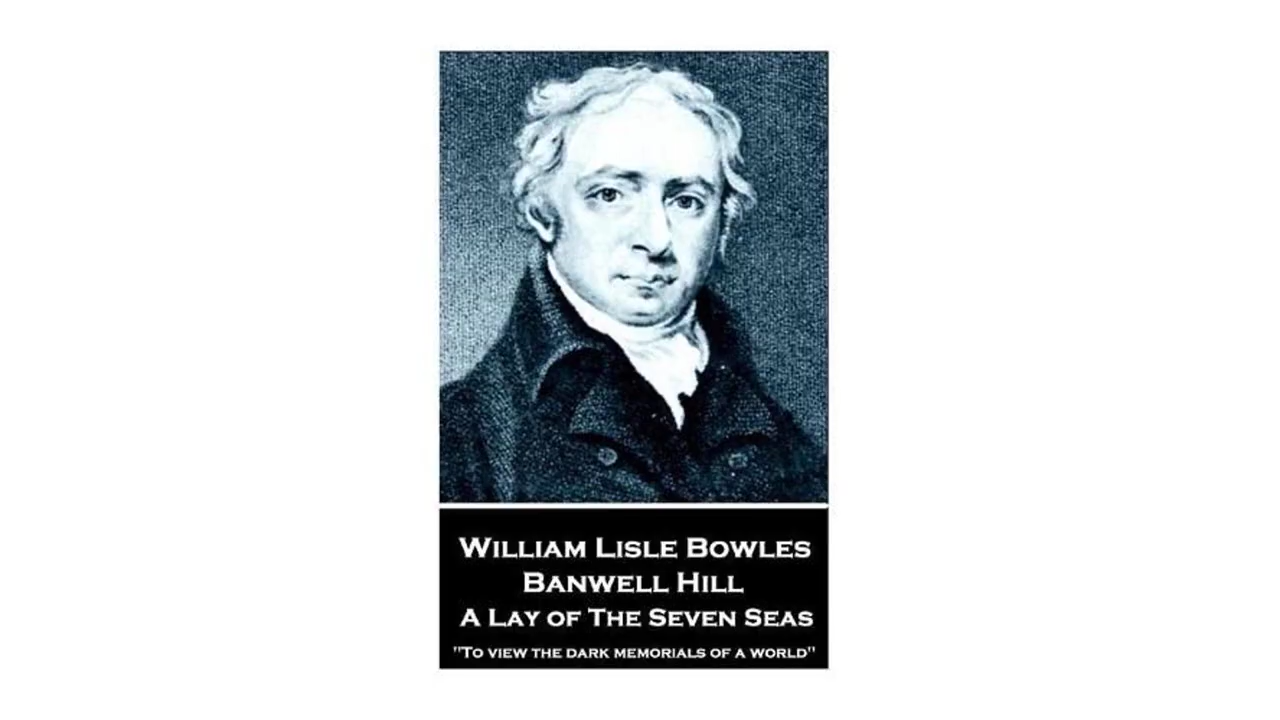 William Lisle Bowles
Banwell Hill
A Lay of The Seven Seas
"To view the dark memorials of a world"